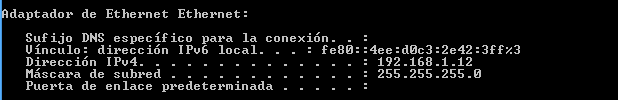 Adaptador de Ethernet Ethernet:
Sufijo DNS específico para la conexión. . :
Vínculo: dirección IPv6 local. . . : fe80::4ee:d0c3:2e42:3ff%3
Dirección IPv4. . . . . . . . . . . . . . : 192.168.1.12
Máscara de subred . . . . . . . . . . . . : 255.255.255.0
Puerta de enlace predeterminada . . . . . :